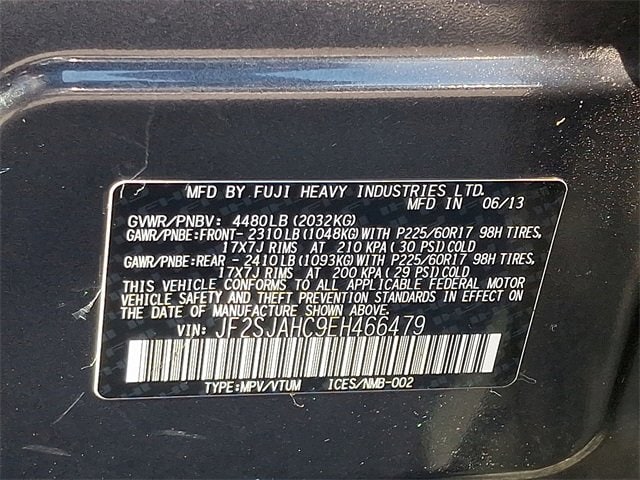 MFD BY FUJI HEAVY INDUSTRIES LTD.
MFD IN 06/13
GVWR/PNBV: 4480LB(2032KG)
GAWR/PNBE:FRONT- 2310LB(1048KG)WITH P225/60R17 98H TIRES,
17X7J RIMS AT 210 KPA(30 PSI)COLD
GAWR/PNBE:REAR - 2410LB(1093KG)WITH P225/60R17 98H TIRES,
17X7J RIMS AT 200 KPA(29 PSI)COLD
THIS VEHICLE CONFORMS TO ALL APPLICABLE FEDERAL MOTOR
VEHICLE SAFETY AND THEFT PREVENTION STANDARDS IN EFFECT ON
THE DATE OF MANUFACTURE SHOWN ABOVE.
VIN: JF2SJAHC9EH466479
TYPE:MPV/VTUM ICES/NMB-002